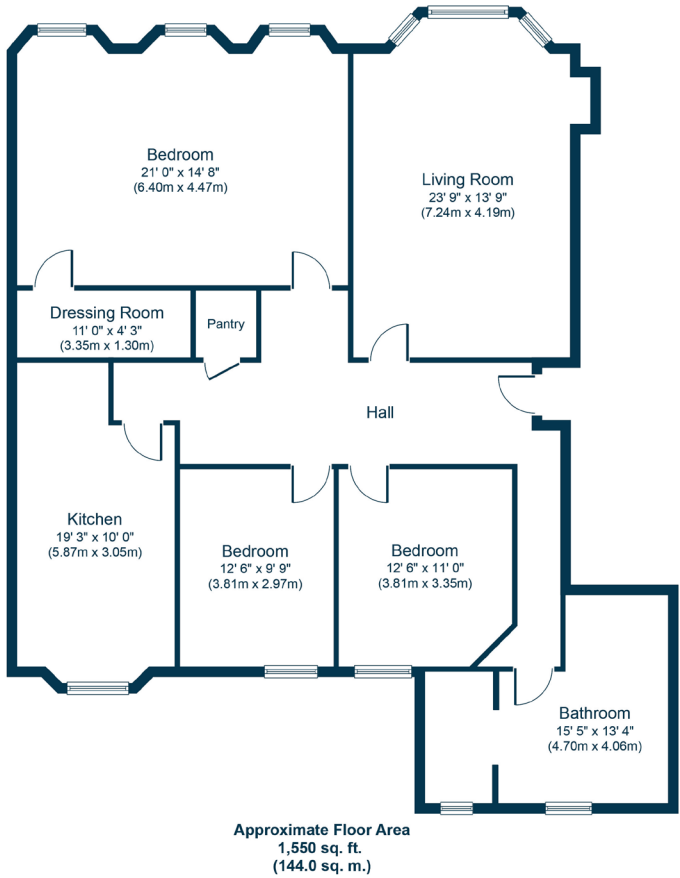 Bedroom
21' 0" x 14' 8"
(6.40m x 4.47m)
Living Room
23' 9" x 13' 9"
(7.24m x 4.19m)
Dressing Room
11' 0" x 4' 3"
(3.35m x 1.30m)
Pantry
Hall
Kitchen
19' 3" x 10' 0"
(5.87m x 3.05m)
Bedroom
12' 6" x 9' 9"
(3.81m x 2.97m)
Bedroom
12' 6" x 11' 0"
(3.81m x 3.35m)
Bathroom
15' 5" x 13' 4"
(4.70m x 4.06m)
Approximate Floor Area
1,550 sq. ft.
(144.0 sq. m.)